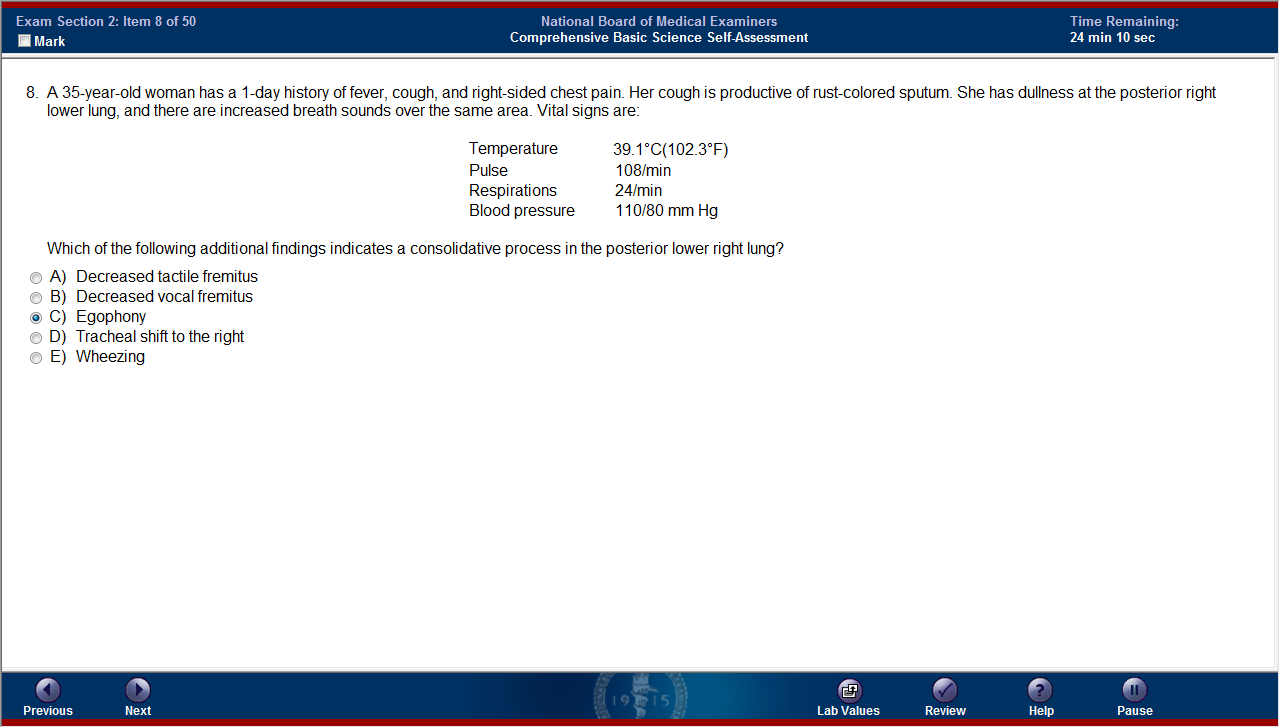 Exam Section 2: Item 8 of 50
National Board of Medical Examiners
Time Remaining:
Mark
Comprehensive Basic Science Self-Assessment
24 min 10 sec
8. A 35-year-old woman has a 1-day history of fever, cough, and right-sided chest pain. Her cough is productive of rust-colored sputum. She has dullness at the posterior right
lower lung, and there are increased breath sounds over the same area. Vital signs are:
Temperature 39.1°C(102.3°F)
Pulse 108/min
Respirations 24/min
Blood pressure 110/80 mm Hg
Which of the following additional findings indicates a consolidative process in the posterior lower right lung?
A) Decreased tactile fremitus
B) Decreased vocal fremitus
C) Egophony
D) Tracheal shift to the right
E) Wheezing
1915
Previous
Next
Lab Values
Review
Help
Pause